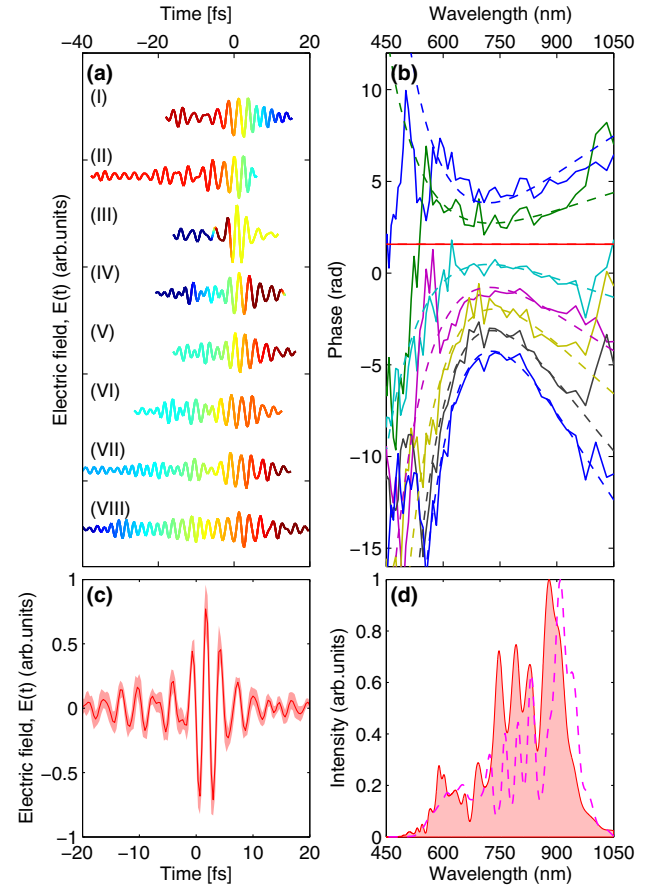 Time [fs]
−40 −20 0 20
Wavelength (nm)
450 600 750 900 1050
(a)
(I)
(II)
(III)
(IV)
(V)
(VI)
(VII)
(VIII)
Electric field, E(t) (arb.units)
(b)
10
5
0
−5
−10
−15
Phase (rad)
(c)
1
0.5
0
−0.5
−1
Electric field, E(t) (arb.units)
−20 −10 0 10 20
Time [fs]
(d)
1
0.8
0.6
0.4
0.2
0
Intensity (arb.units)
450 600 750 900 1050
Wavelength (nm)